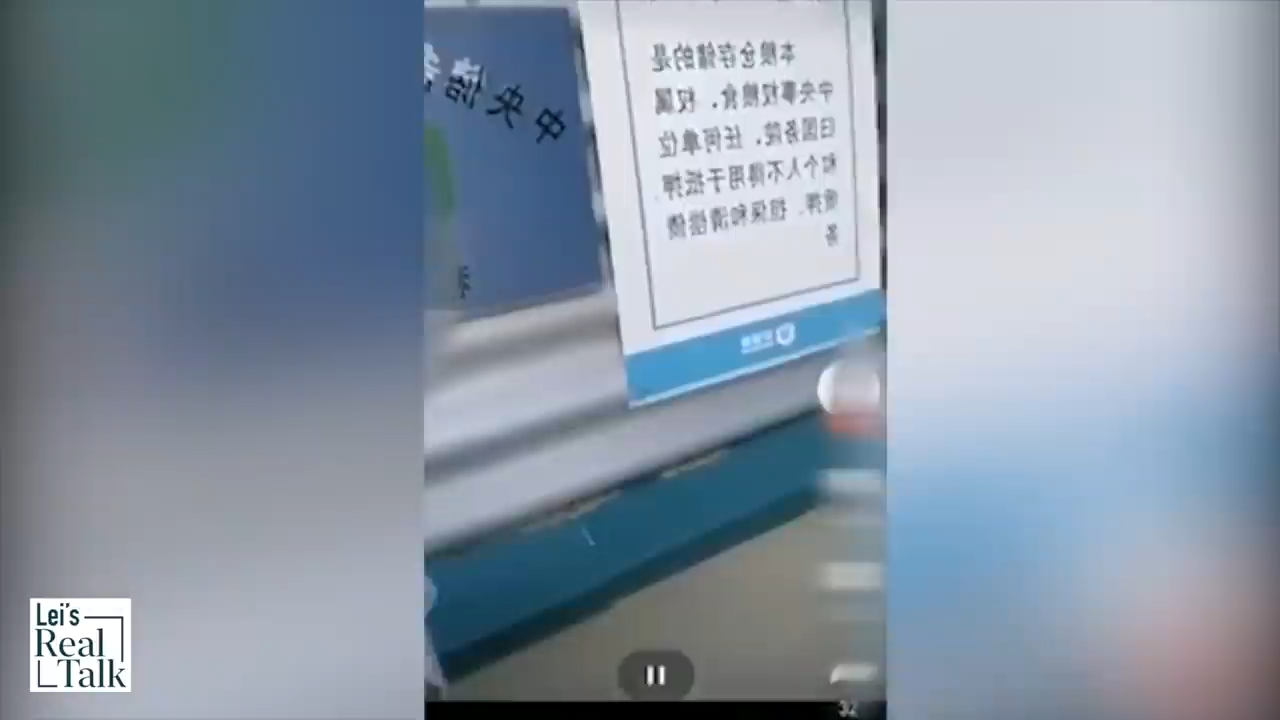 中央储
本粮仓存储的是
中央事权粮食，权属
归国务院，任何单位
和个人不得用于抵押、
质押、担保和清偿债
务
Lei's
Real
Talk
32